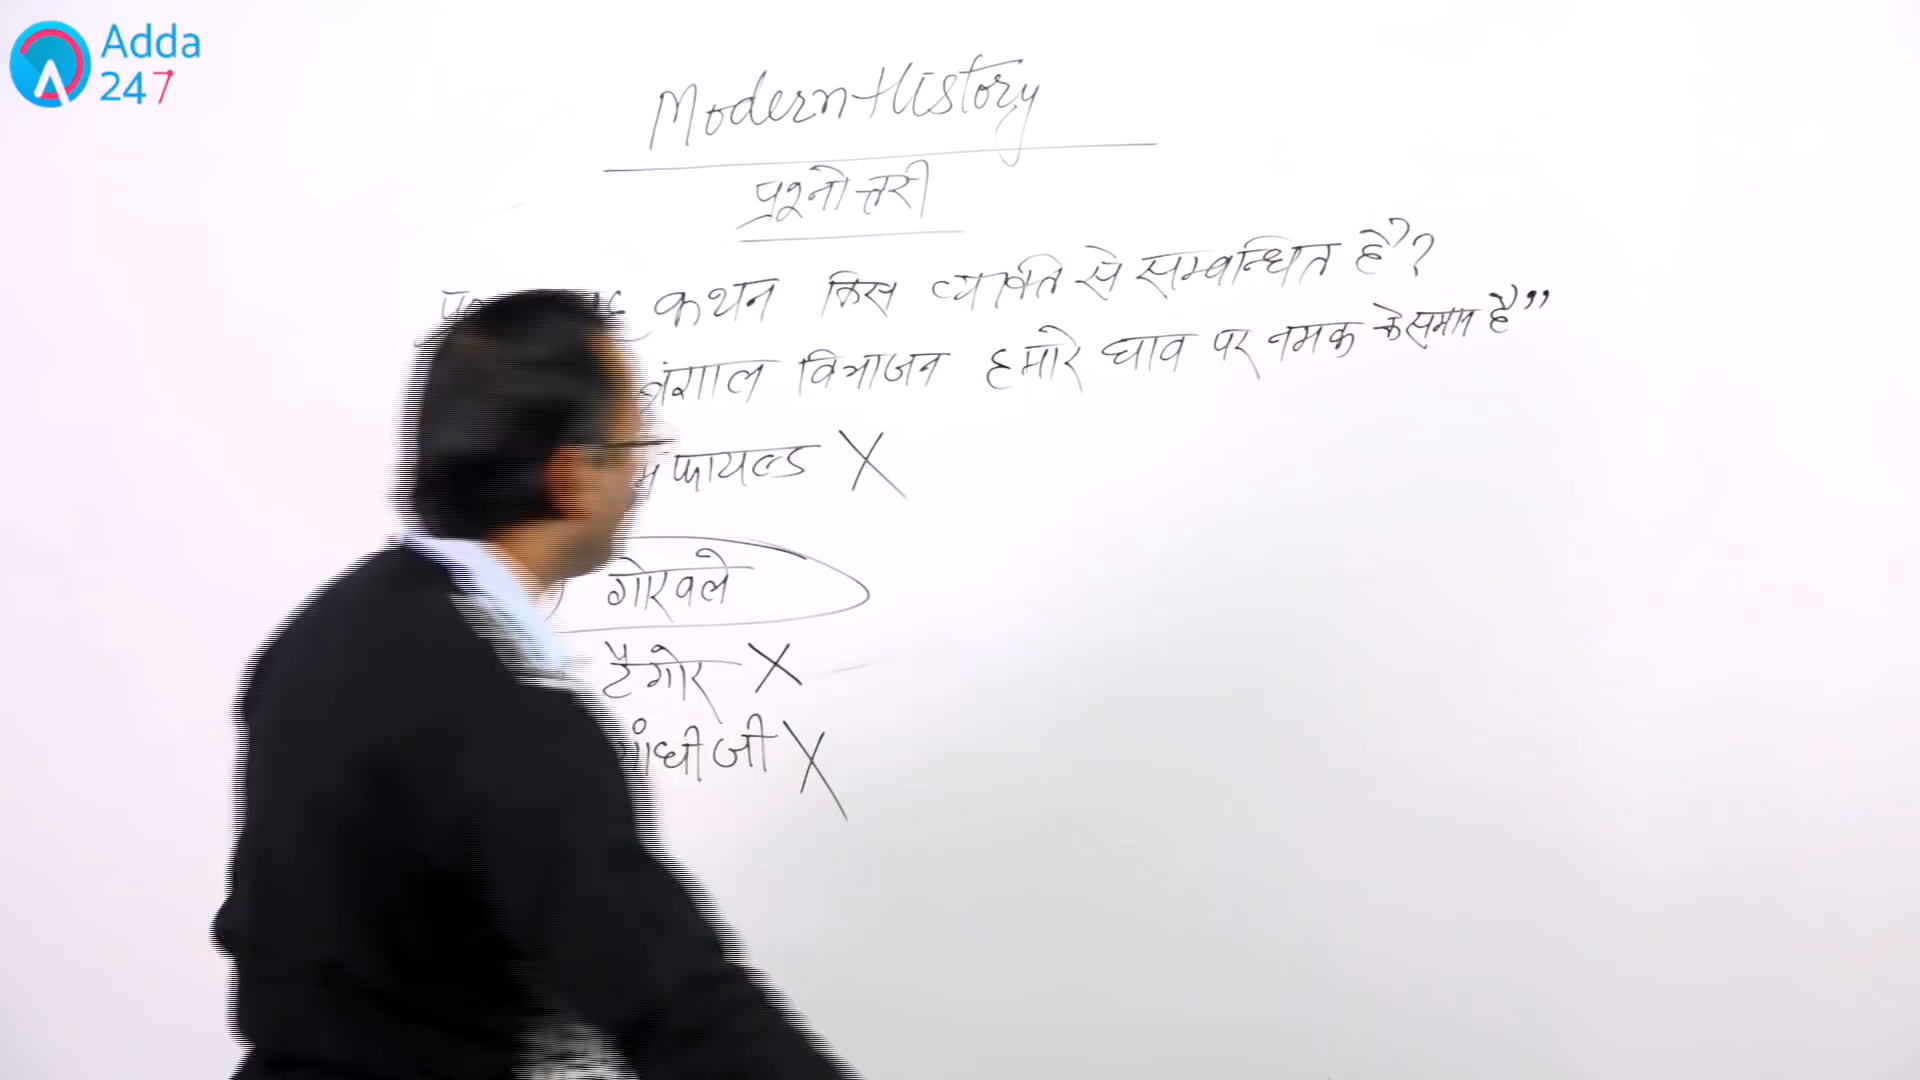 Adda
247
Modern History
प्रश्नोत्तरी
कथन किस व्यक्ति से सम्बन्धित है?
बंगाल विभाजन हमारे घाव पर नमक के समान है”
फायल्ड X
गोखले
टैगोर X
गांधी जी X